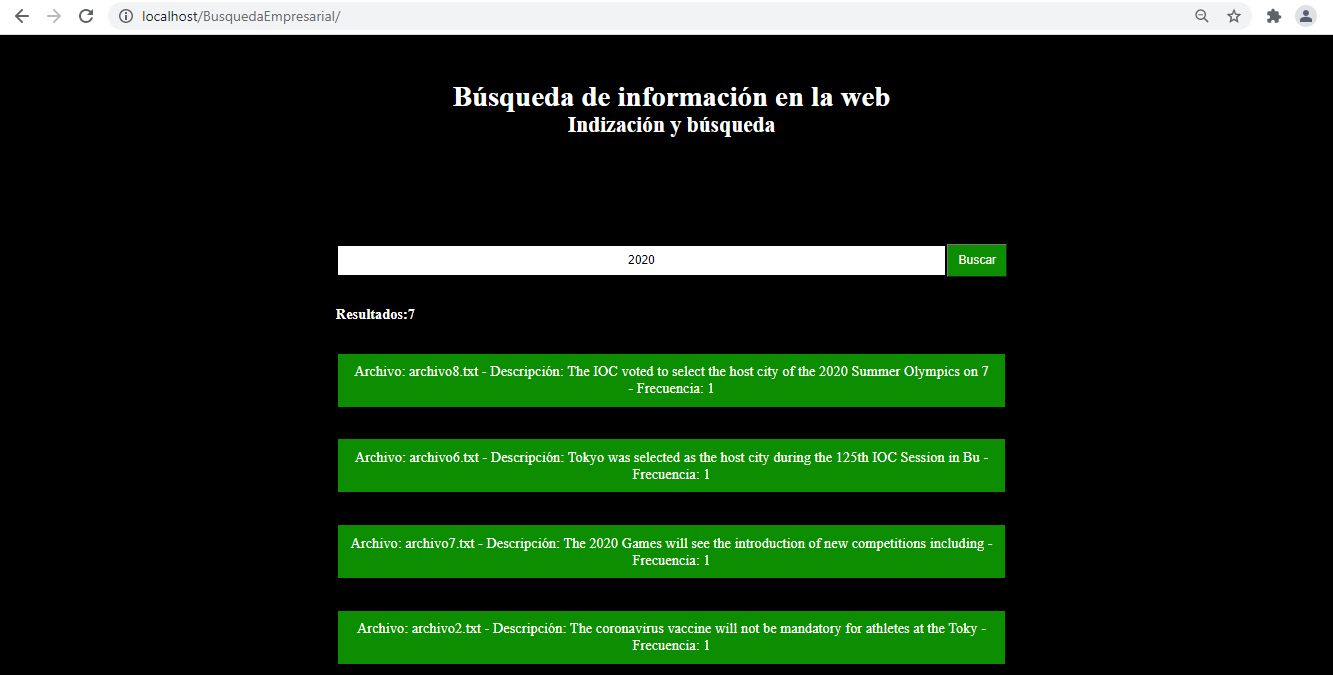 localhost/BusquedaEmpresarial/
Búsqueda de información en la web
Indización y búsqueda
2020
Buscar
Resultados:7
Archivo: archivo8.txt - Descripción: The IOC voted to select the host city of the 2020 Summer Olympics on 7
- Frecuencia: 1
Archivo: archivo6.txt - Descripción: Tokyo was selected as the host city during the 125th IOC Session in Bu -
Frecuencia: 1
Archivo: archivo7.txt - Descripción: The 2020 Games will see the introduction of new competitions including -
Frecuencia: 1
Archivo: archivo2.txt - Descripción: The coronavirus vaccine will not be mandatory for athletes at the Toky -
Frecuencia: 1